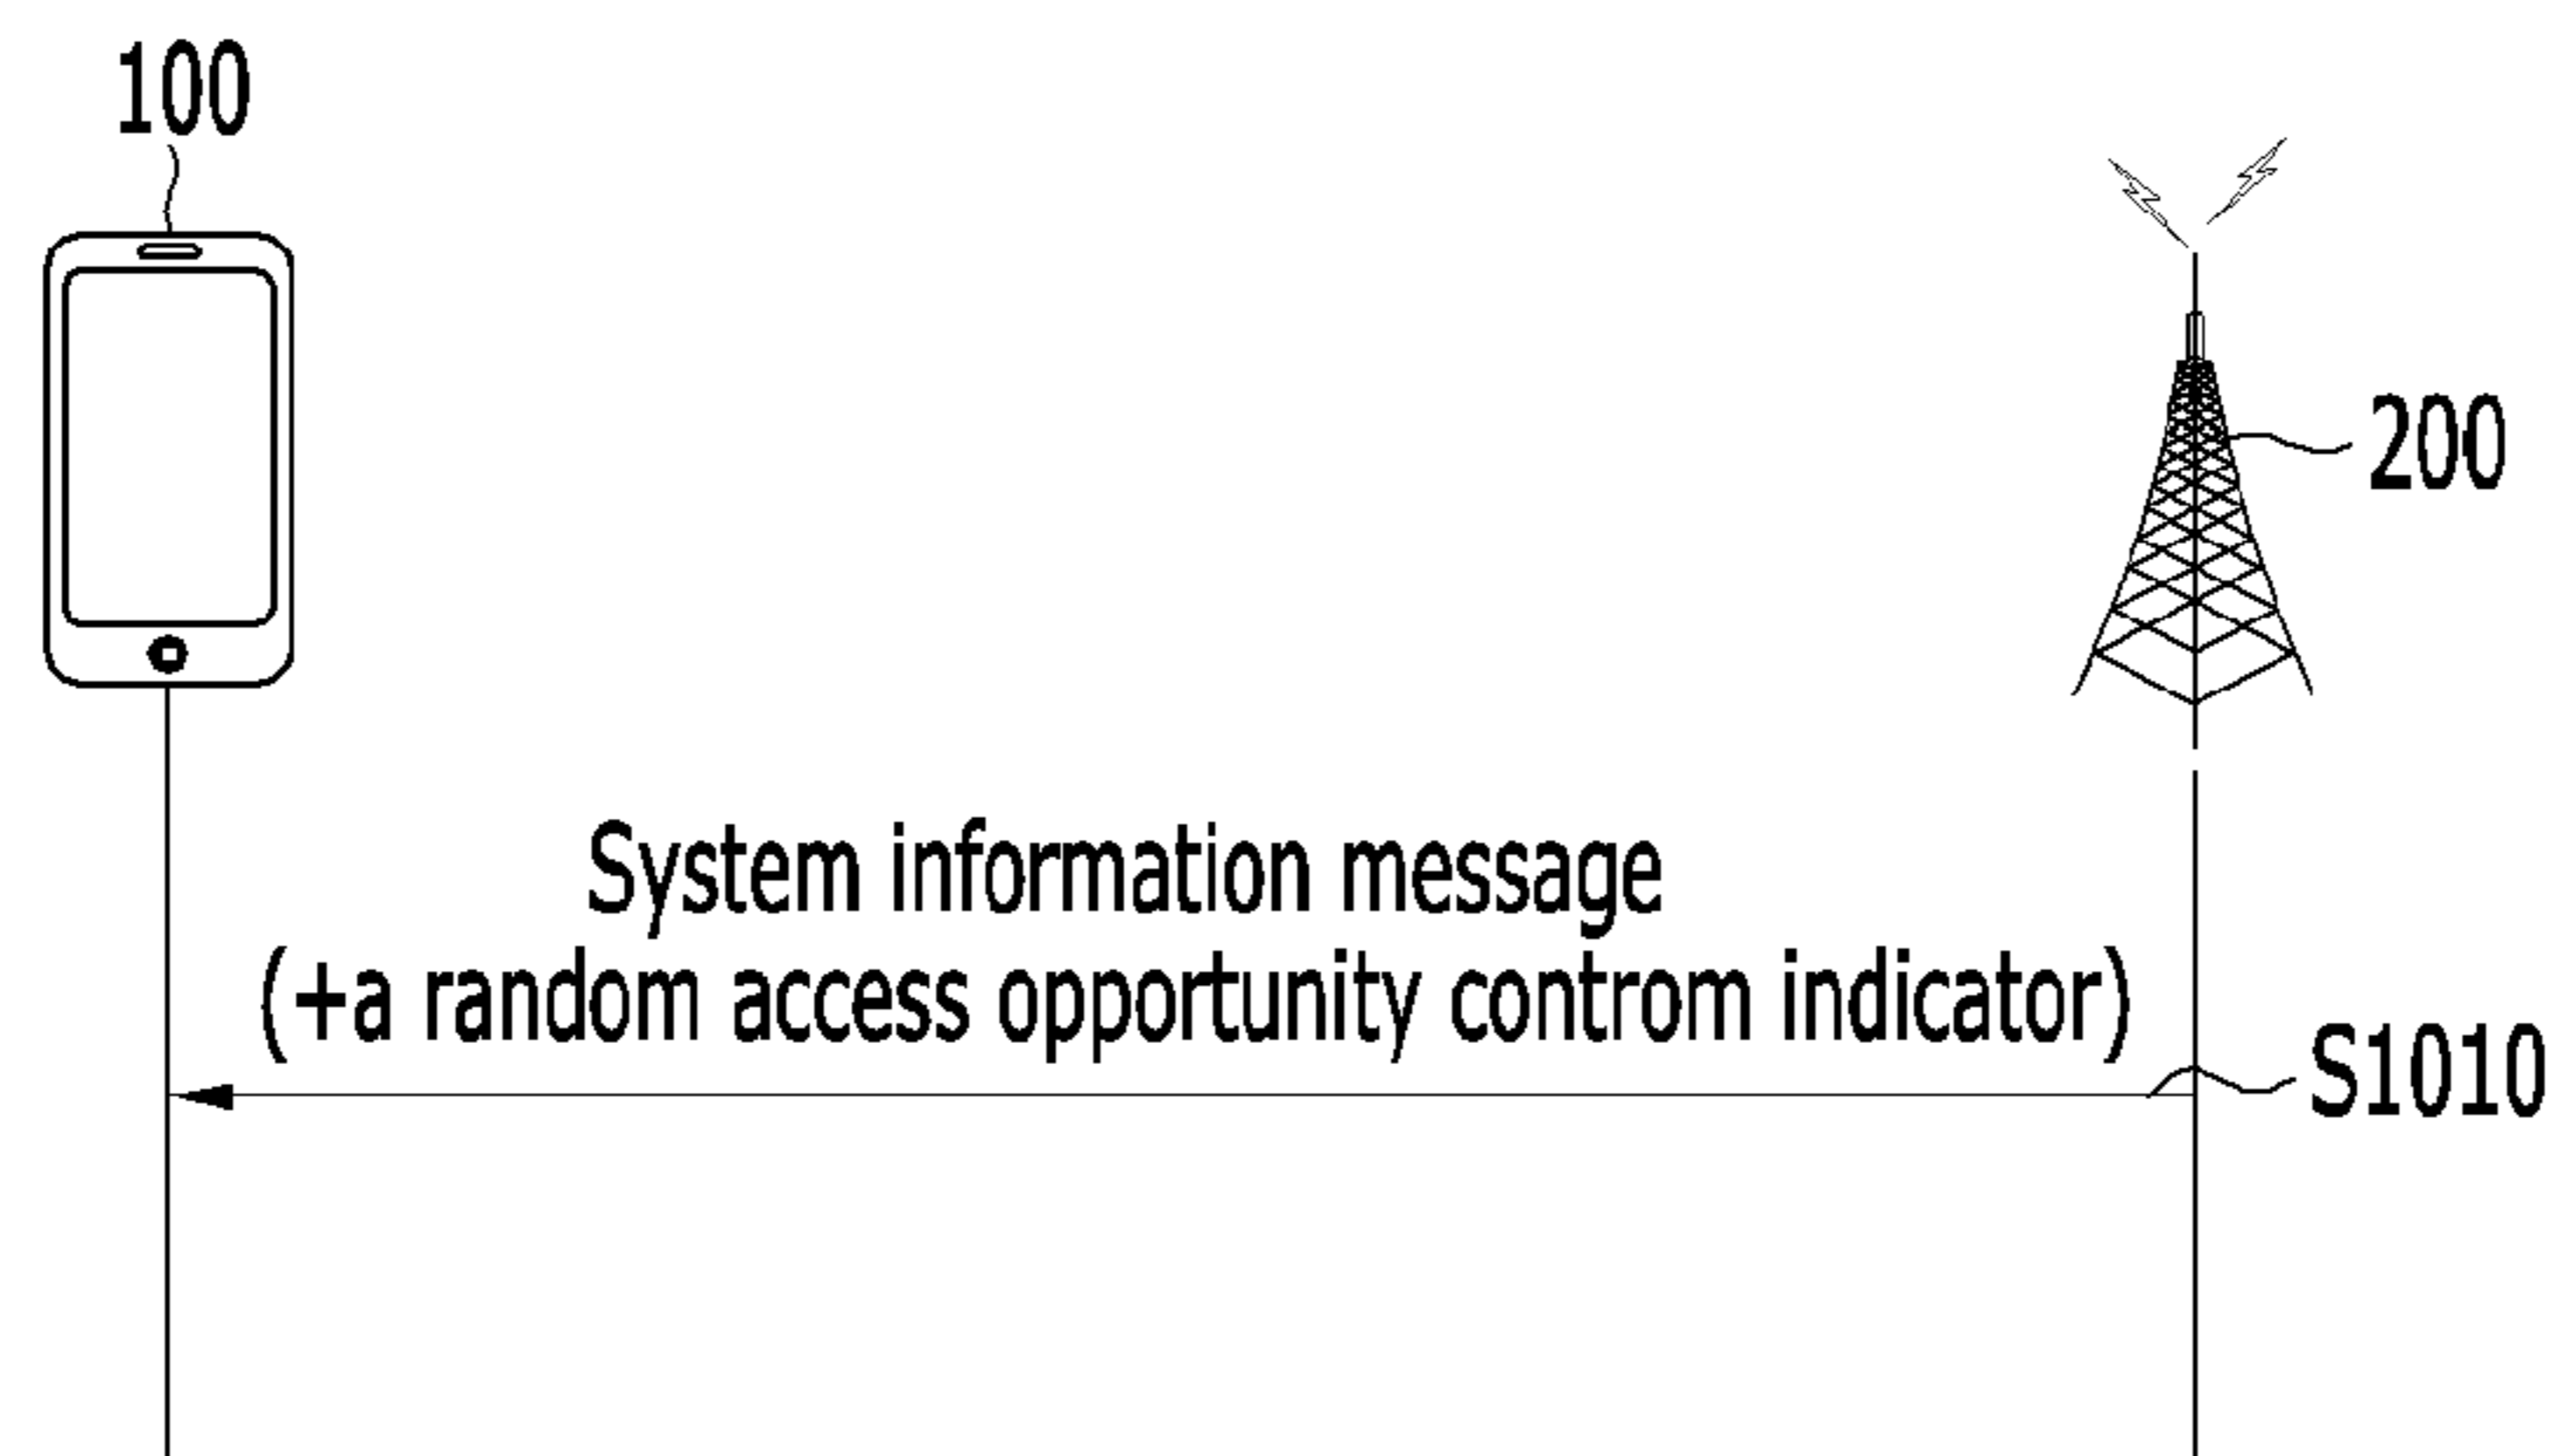 100
200
System information message
(+a random access opportunity controm indicator)
S1010